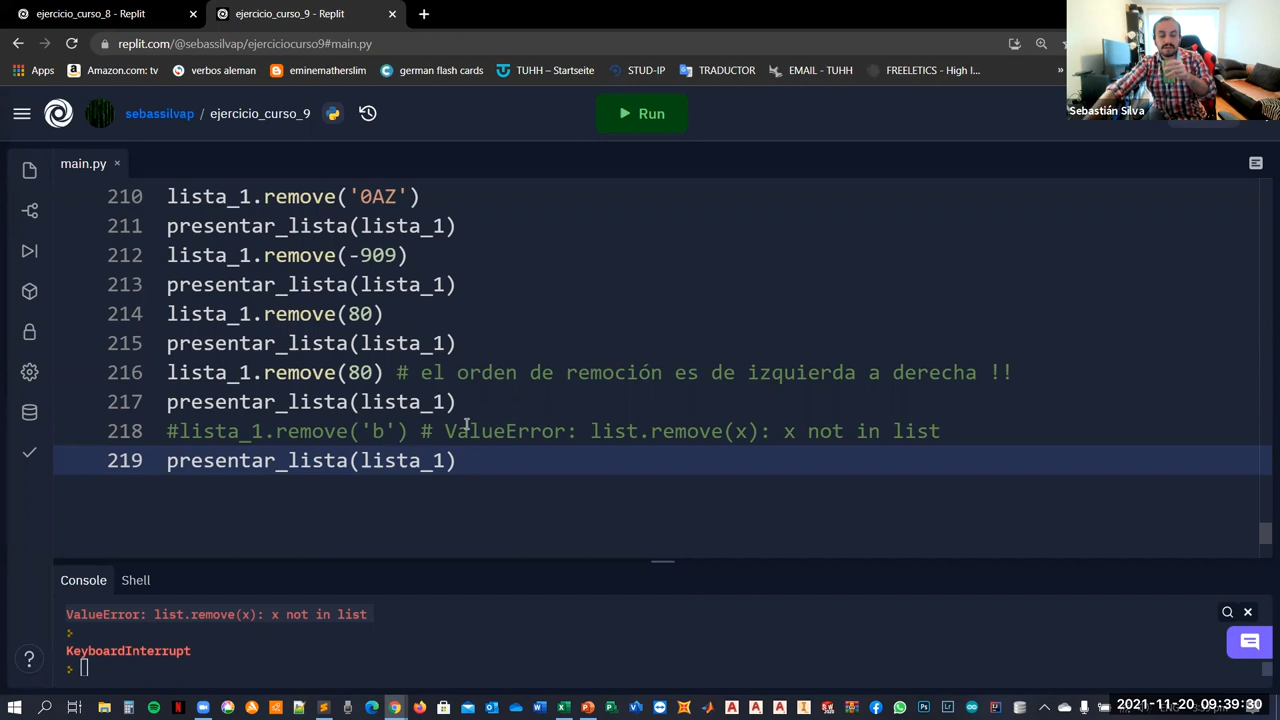 ejercicio_curso_8 - Replit
ejercicio_curso_9 - Replit
replit.com/@sebassilvap/ejerciciocurso9#main.py
Apps
Amazon.com: tv
verbos aleman
eminematherslim
german flash cards
TUHH – Startseite
STUD-IP
TRADUCTOR
EMAIL - TUHH
FREELETICS - High I...
»
Sebastián Silva
sebassilvap / ejercicio_curso_9
Run
main.py
210 lista_1.remove('0AZ')
211 presentar_lista(lista_1)
212 lista_1.remove(-909)
213 presentar_lista(lista_1)
214 lista_1.remove(80)
215 presentar_lista(lista_1)
216 lista_1.remove(80) # el orden de remoción es de izquierda a derecha !!
217 presentar_lista(lista_1)
218 #lista_1.remove('b') # ValueError: list.remove(x): x not in list
219 presentar_lista(lista_1)
Console
Shell
ValueError: list.remove(x): x not in list
KeyboardInterrupt
2021-11-20 09:39:30